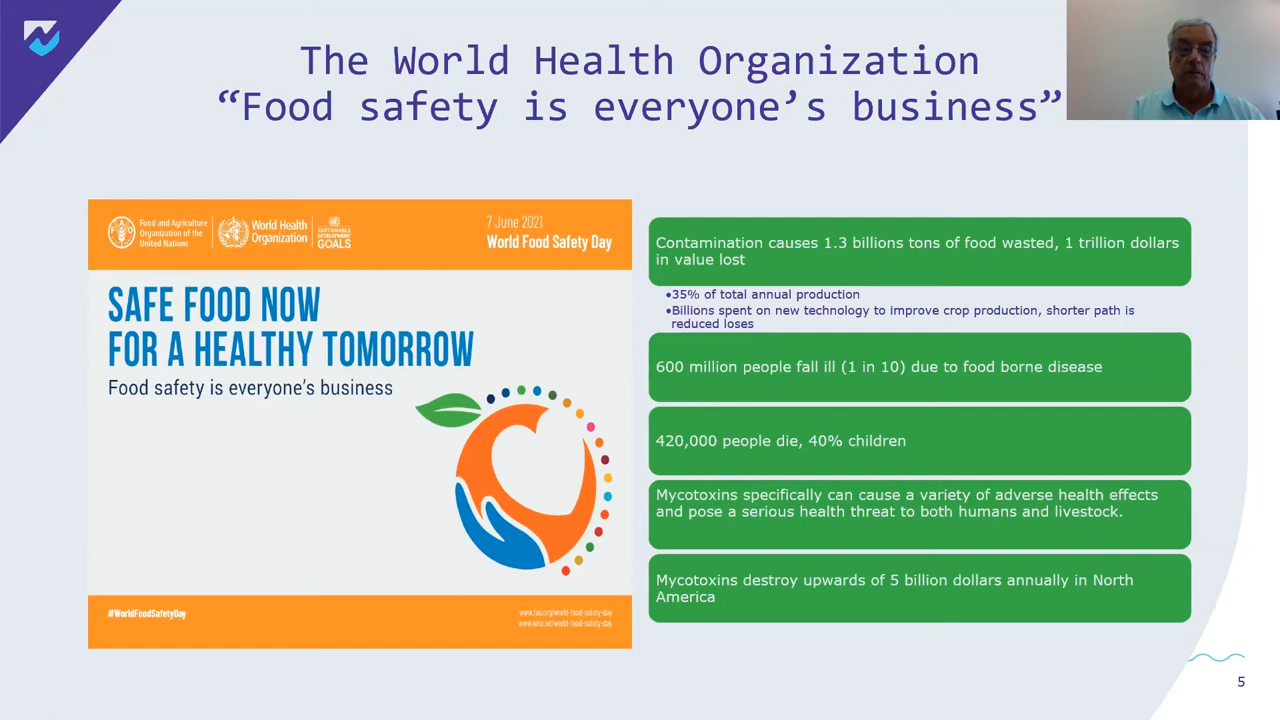 The World Health Organization
“Food safety is everyone’s business”
Food and Agriculture
Organization of the
United Nations
World Health
Organization
SUSTAINABLE
DEVELOPMENT
GOALS
7 June 2021
World Food Safety Day
SAFE FOOD NOW
FOR A HEALTHY TOMORROW
Food safety is everyone's business
#WorldFoodSafetyDay
www.fao.org/world-food-safety-day
www.who.int/world-food-safety-day
Contamination causes 1.3 billions tons of food wasted, 1 trillion dollars
in value lost
•35% of total annual production
•Billions spent on new technology to improve crop production, shorter path is
reduced loses
600 million people fall ill (1 in 10) due to food borne disease
420,000 people die, 40% children
Mycotoxins specifically can cause a variety of adverse health effects
and pose a serious health threat to both humans and livestock.
Mycotoxins destroy upwards of 5 billion dollars annually in North
America
5